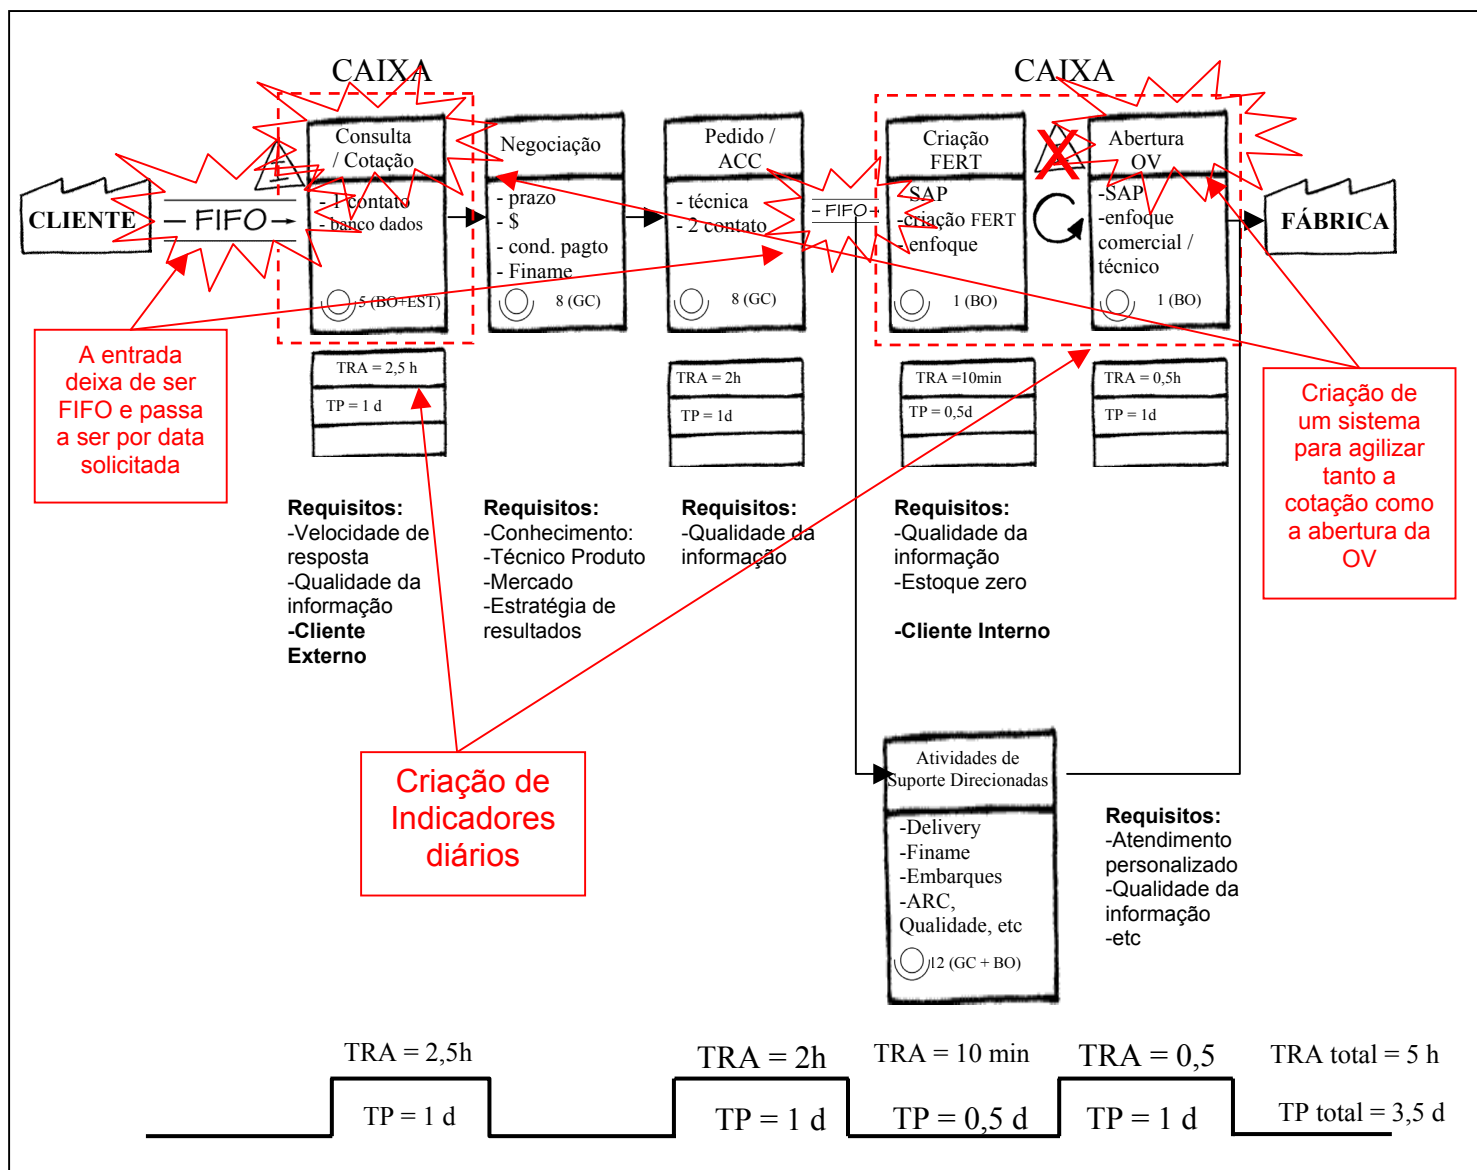 CAIXA
CAIXA
Consulta
/ Cotação
- 1 contato
- banco dados
5 (BO+EST)
Negociação
- prazo
- $
- cond. pagto
- Finame
8 (GC)
Pedido /
ACC
- técnica
- 2 contato
8 (GC)
Criação
FERT
-SAP
-criação FERT
-enfoque
1 (BO)
Abertura
OV
-SAP
-enfoque
comercial /
técnico
1 (BO)
CLIENTE
FIFO
FIFO
I
X
FÁBRICA
A entrada
deixa de ser
FIFO e passa
a ser por data
solicitada
TRA = 2,5 h
TP = 1 d
TRA = 2h
TP = 1d
TRA =10min
TP = 0,5d
TRA = 0,5h
TP = 1d
Criação de
um sistema
para agilizar
tanto a
cotação como
a abertura da
OV
Requisitos:
-Velocidade de
resposta
-Qualidade da
informação
-Cliente
Externo
Requisitos:
-Conhecimento:
-Técnico Produto
-Mercado
-Estratégia de
resultados
Requisitos:
-Qualidade da
informação
Requisitos:
-Qualidade da
informação
-Estoque zero
-Cliente Interno
Criação de
Indicadores
diários
Atividades de
Suporte Direcionadas
-Delivery
-Finame
-Embarques
-ARC,
Qualidade, etc
12 (GC + BO)
Requisitos:
-Atendimento
personalizado
-Qualidade da
informação
-etc
TRA = 2,5h
TRA = 2h
TRA = 10 min
TRA = 0,5
TRA total = 5 h
TP = 1 d
TP = 1 d
TP = 0,5 d
TP = 1 d
TP total = 3,5 d